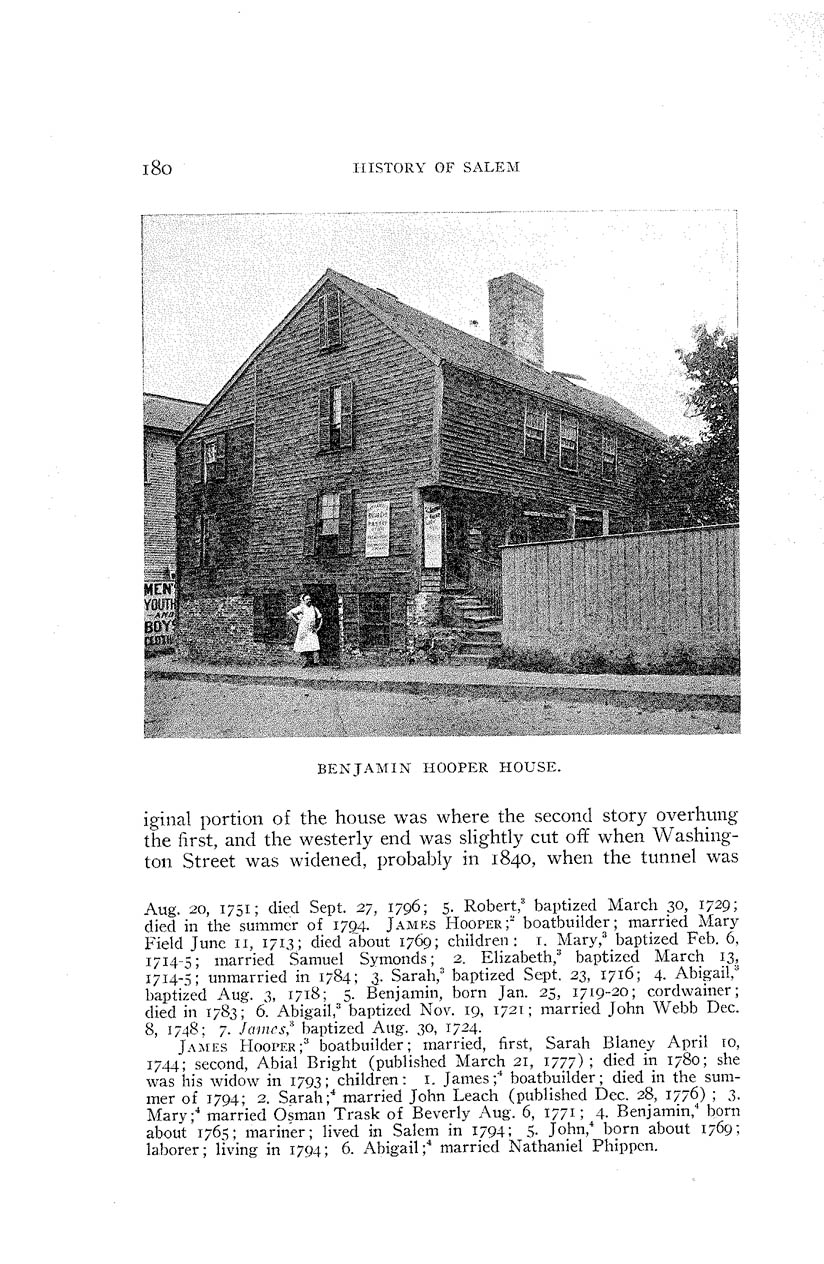 180 HISTORY OF SALEM
MEN'S
YOUTH
—AND
BOY'S
CLOTH
BENJAMIN HOOPER HOUSE.
iginal portion of the house was where the second story overhung
the first, and the westerly end was slightly cut off when Washing-
ton Street was widened, probably in 1840, when the tunnel was
Aug. 20, 1751; died Sept. 27, 1796; 5. Robert,³ baptized March 30, 1729;
died in the summer of 1794. JAMES HOOPER;² boatbuilder; married Mary
Field June 11, 1713; died about 1769; children: 1. Mary,³ baptized Feb. 6,
1714-5; married Samuel Symonds; 2. Elizabeth,³ baptized March 13,
1714-5; unmarried in 1784; 3. Sarah,³ baptized Sept. 23, 1716; 4. Abigail,³
baptized Aug. 3, 1718; 5. Benjamin, born Jan. 25, 1719-20; cordwainer;
died in 1783; 6. Abigail,³ baptized Nov. 19, 1721; married John Webb Dec.
8, 1748; 7. James,³ baptized Aug. 30, 1724.
JAMES HOOPER;³ boatbuilder; married, first, Sarah Blaney April 10,
1744; second, Abial Bright (published March 21, 1777); died in 1780; she
was his widow in 1793; children: 1. James;⁴ boatbuilder; died in the sum-
mer of 1794; 2. Sarah;⁴ married John Leach (published Dec. 28, 1776); 3.
Mary;⁴ married Osman Trask of Beverly Aug. 6, 1771; 4. Benjamin,⁴ born
about 1765; mariner; lived in Salem in 1794; 5. John,⁴ born about 1769;
laborer; living in 1794; 6. Abigail;⁴ married Nathaniel Phippen.